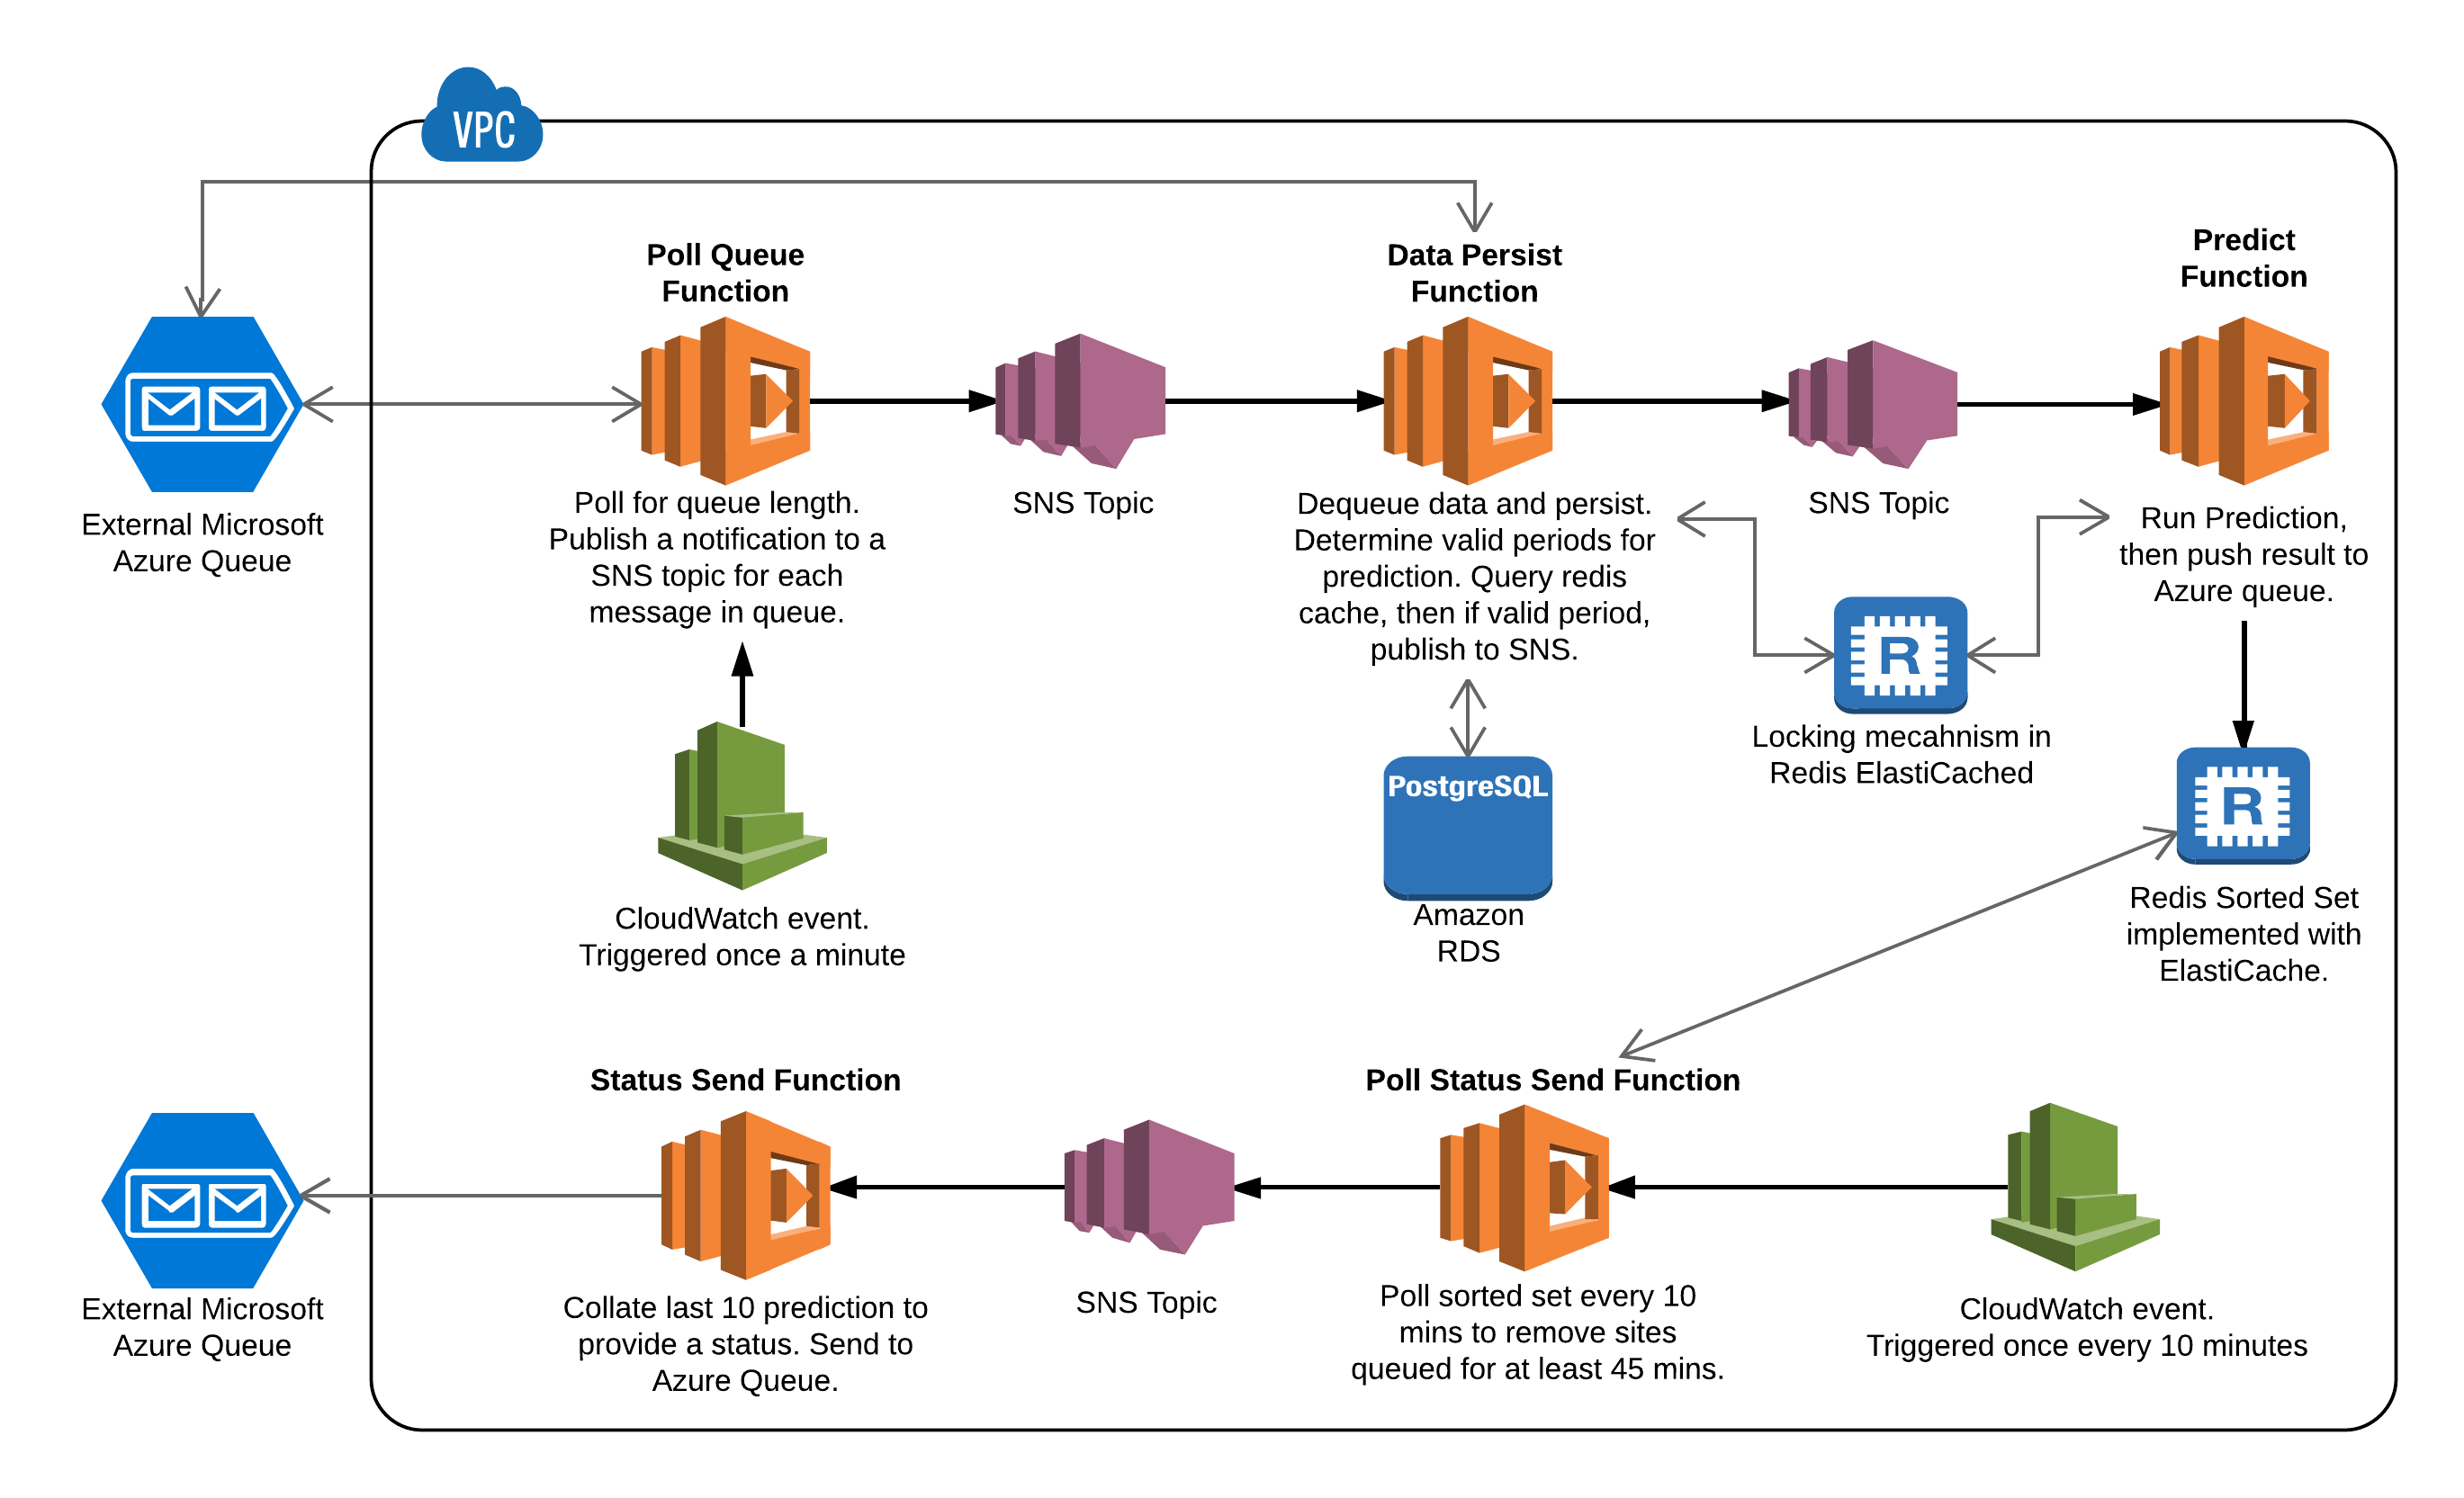 VPC
Poll Queue
Function
Data Persist
Function
Predict
Function
External Microsoft
Azure Queue
Poll for queue length.
Publish a notification to a
SNS topic for each
message in queue.
SNS Topic
Dequeue data and persist.
Determine valid periods for
prediction. Query redis
cache, then if valid period,
publish to SNS.
SNS Topic
Run Prediction,
then push result to
Azure queue.
R
Locking mecahnism in
Redis ElastiCached
CloudWatch event.
Triggered once a minute
PostgreSQL
Amazon
RDS
R
Redis Sorted Set
implemented with
ElastiCache.
Status Send Function
Poll Status Send Function
External Microsoft
Azure Queue
Collate last 10 prediction to
provide a status. Send to
Azure Queue.
SNS Topic
Poll sorted set every 10
mins to remove sites
queued for at least 45 mins.
CloudWatch event.
Triggered once every 10 minutes